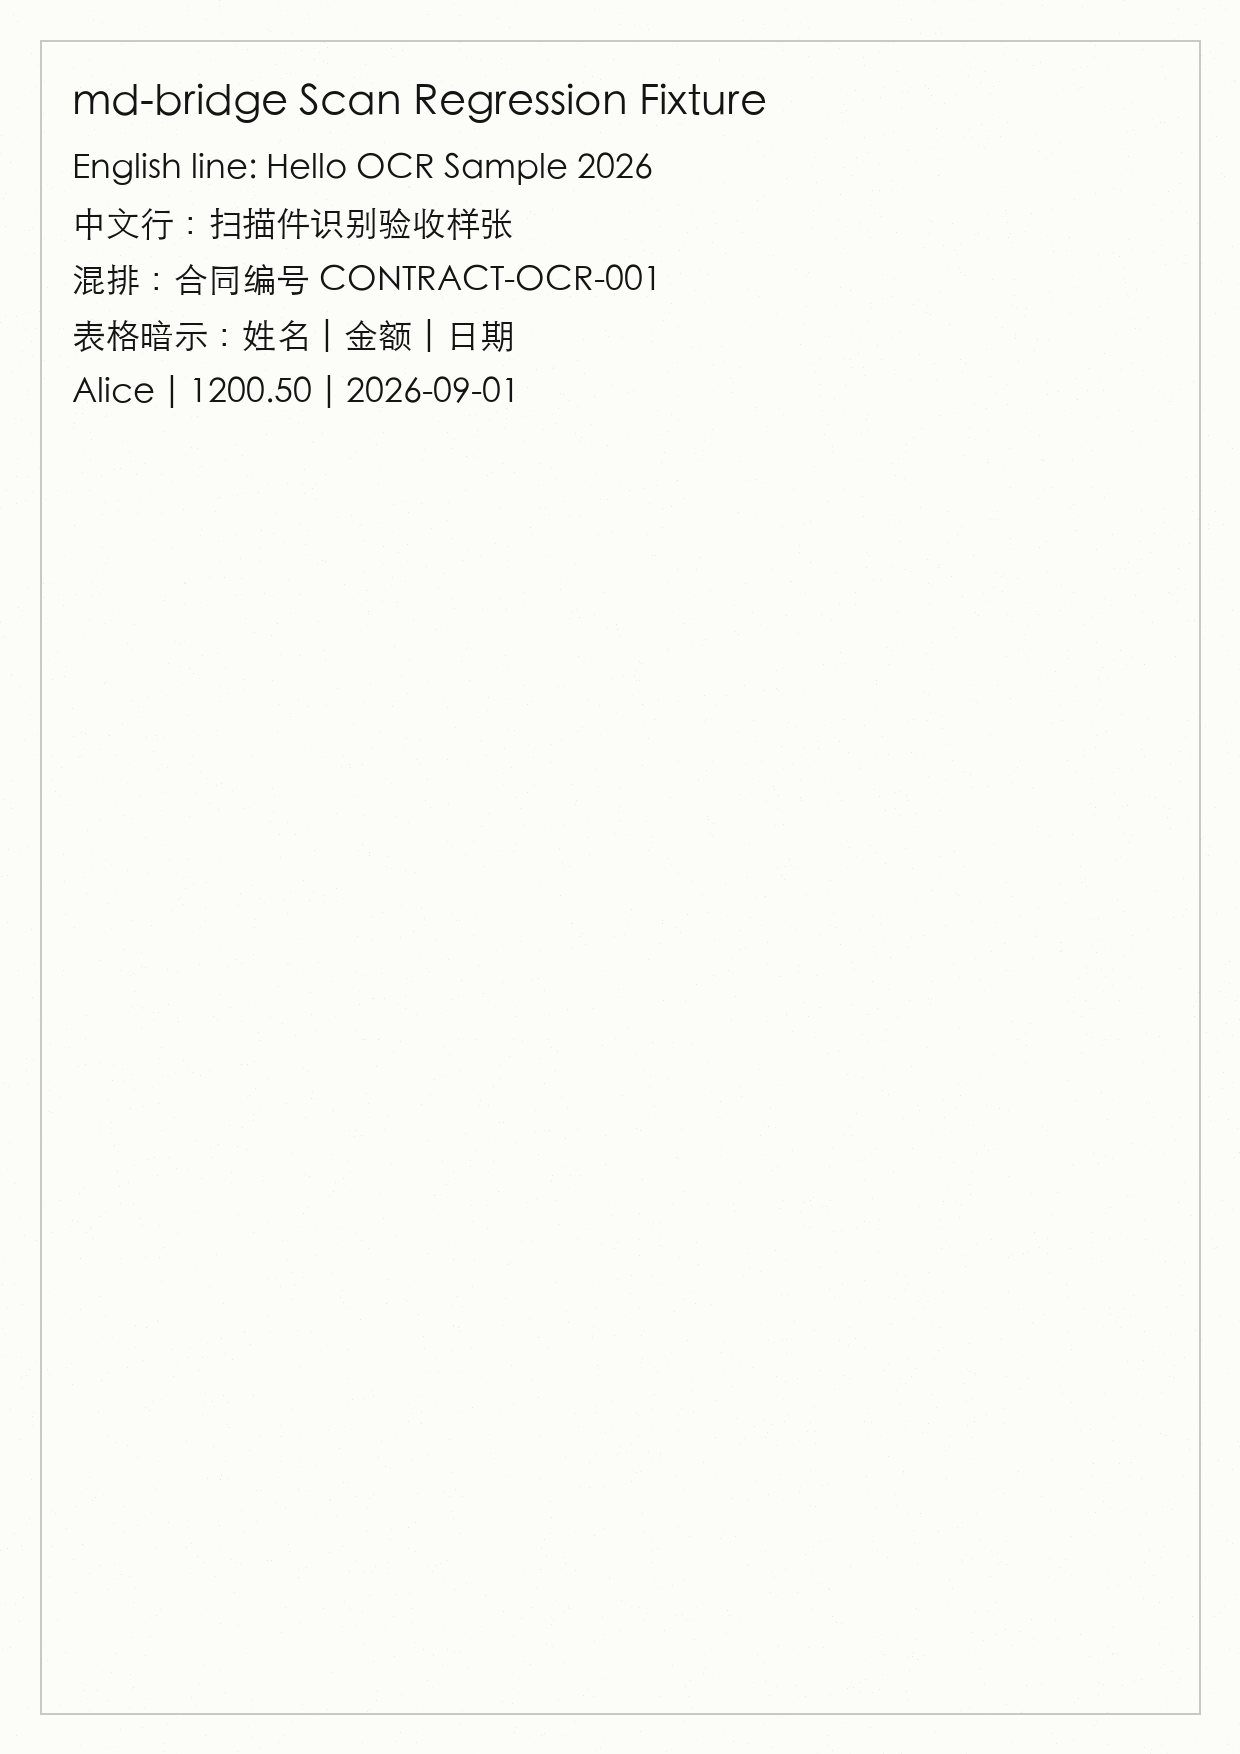 md-bridge Scan Regression Fixture
English line: Hello OCR Sample 2026
中文行：扫描件识别验收样张
混排：合同编号 CONTRACT-OCR-001
表格暗示：姓名 | 金额 | 日期
Alice | 1200.50 | 2026-09-01